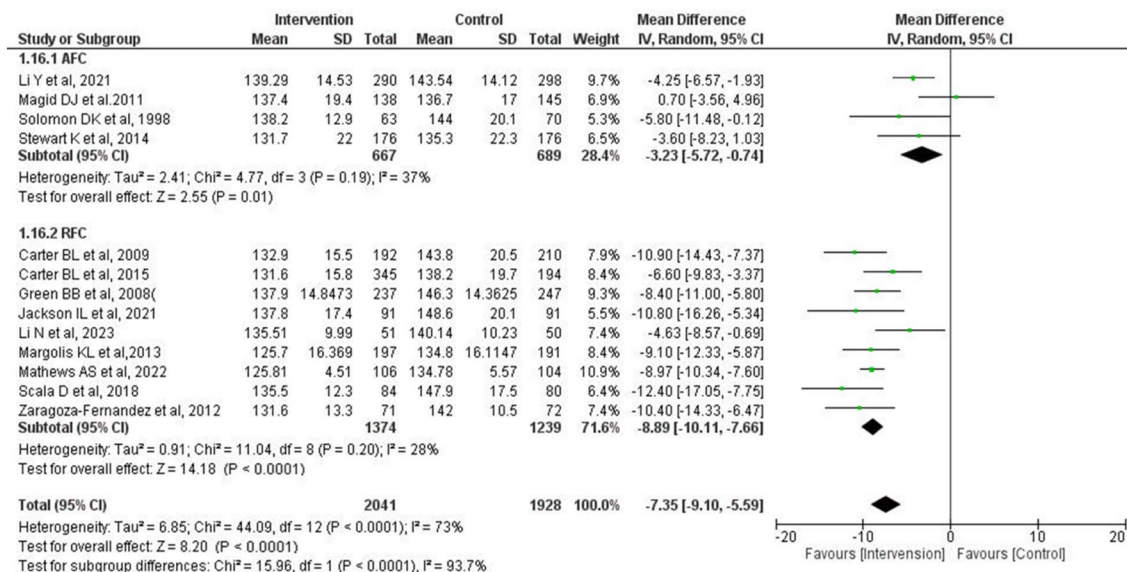 Intervention Control Mean Difference Mean Difference
Study or Subgroup Mean SD Total Mean SD Total Weight IV, Random, 95% CI IV, Random, 95% CI
1.16.1 AFC
Li Y et al, 2021 139.29 14.53 290 143.54 14.12 298 9.7% -4.25 [-6.57, -1.93]
Magid DJ et al.2011 137.4 19.4 138 136.7 17 145 6.9% 0.70 [-3.56, 4.96]
Solomon DK et al, 1998 138.2 12.9 63 144 20.1 70 5.3% -5.80 [-11.48, -0.12]
Stewart K et al, 2014 131.7 22 176 135.3 22.3 176 6.5% -3.60 [-8.23, 1.03]
Subtotal (95% CI) 667 689 28.4% -3.23 [-5.72, -0.74]
Heterogeneity: Tau² = 2.41; Chi² = 4.77, df = 3 (P = 0.19); I² = 37%
Test for overall effect: Z = 2.55 (P = 0.01)
1.16.2 RFC
Carter BL et al, 2009 132.9 15.5 192 143.8 20.5 210 7.9% -10.90 [-14.43, -7.37]
Carter BL et al, 2015 131.6 15.8 345 138.2 19.7 194 8.4% -6.60 [-9.83, -3.37]
Green BB et al, 2008( 137.9 14.8473 237 146.3 14.3625 247 9.3% -8.40 [-11.00, -5.80]
Jackson IL et al, 2021 137.8 17.4 91 148.6 20.1 91 5.5% -10.80 [-16.26, -5.34]
Li N et al, 2023 135.51 9.99 51 140.14 10.23 50 7.4% -4.63 [-8.57, -0.69]
Margolis KL et al,2013 125.7 16.369 197 134.8 16.1147 191 8.4% -9.10 [-12.33, -5.87]
Mathews AS et al, 2022 125.81 4.51 106 134.78 5.57 104 10.9% -8.97 [-10.34, -7.60]
Scala D et al, 2018 135.5 12.3 84 147.9 17.5 80 6.4% -12.40 [-17.05, -7.75]
Zaragoza-Fernandez et al, 2012 131.6 13.3 71 142 10.5 72 7.4% -10.40 [-14.33, -6.47]
Subtotal (95% CI) 1374 1239 71.6% -8.89 [-10.11, -7.66]
Heterogeneity: Tau² = 0.91; Chi² = 11.04, df = 8 (P = 0.20); I² = 28%
Test for overall effect: Z = 14.18 (P < 0.0001)
Total (95% CI) 2041 1928 100.0% -7.35 [-9.10, -5.59]
Heterogeneity: Tau² = 6.85; Chi² = 44.09, df = 12 (P < 0.0001); I² = 73%
Test for overall effect: Z = 8.20 (P < 0.0001)
Test for subgroup differences: Chi² = 15.96, df = 1 (P < 0.0001), I² = 93.7%
-20 -10 0 10 20
Favours [Intervension] Favours [Control]